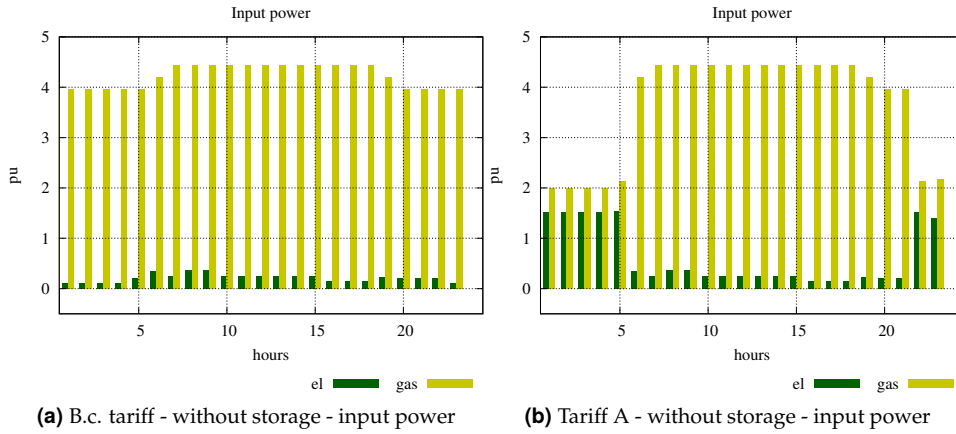 Input power
5
4
3
2
1
0
pu
5 10 15 20
hours
el gas
(a) B.c. tariff - without storage - input power
Input power
5
4
3
2
1
0
pu
5 10 15 20
hours
el gas
(b) Tariff A - without storage - input power